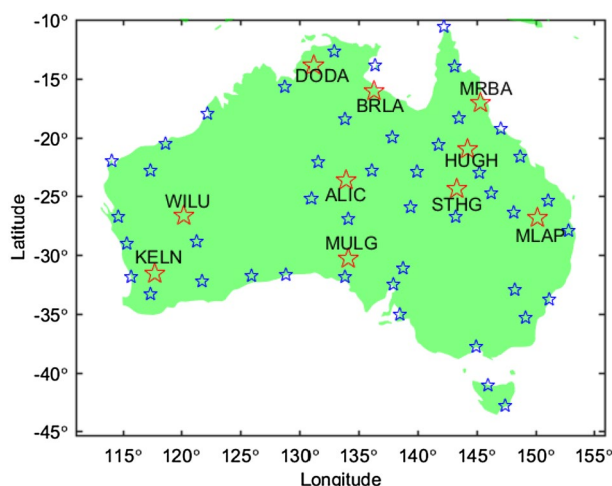 -10°
-15°
-20°
-25°
-30°
-35°
-40°
-45°
Latitude
DODA
BRLA
MRBA
HUGH
ALIC
STHG
WILU
MLAP
MULG
KELN
115° 120° 125° 130° 135° 140° 145° 150° 155°
Longitude